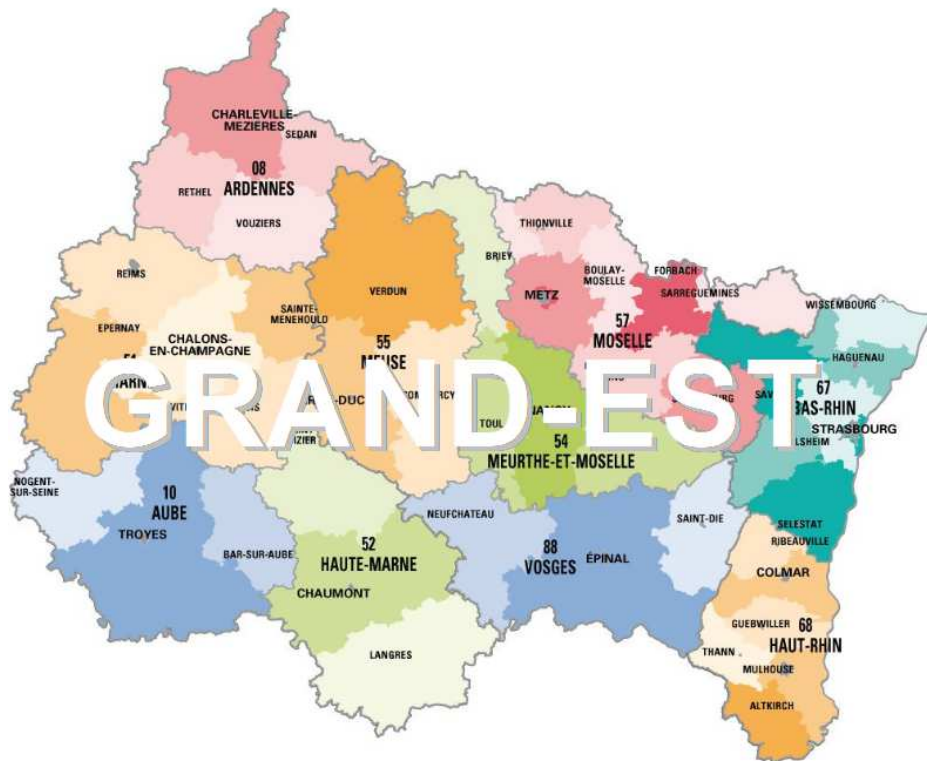 CHARLEVILLE-
MEZIERES
SEDAN
08
ARDENNES
RETHEL
VOUZIERS
THIONVILLE
BRIEY
BOULAY-
MOSELLE
FORBACH
SARREGUEMINES
METZ
WISSEMBOURG
REIMS
VERDUN
SAINTE-
MENEHOULD
57
MOSELLE
EPERNAY
CHALONS-
EN-CHAMPAGNE
55
HAGUENAU
67
BAS-RHIN
GRAND-EST
TOUL
STRASBOURG
54
MEURTHE-ET-MOSELLE
NOGENT-
SUR-SEINE
10
AUBE
TROYES
BAR-SUR-AUBE
NEUFCHATEAU
SAINT-DIE
SELESTAT
RIBEAUVILLE
52
HAUTE-MARNE
CHAUMONT
88
VOSGES
ÉPINAL
COLMAR
GUEBWILLER
68
HAUT-RHIN
THANN
MULHOUSE
LANGRES
ALTKIRCH